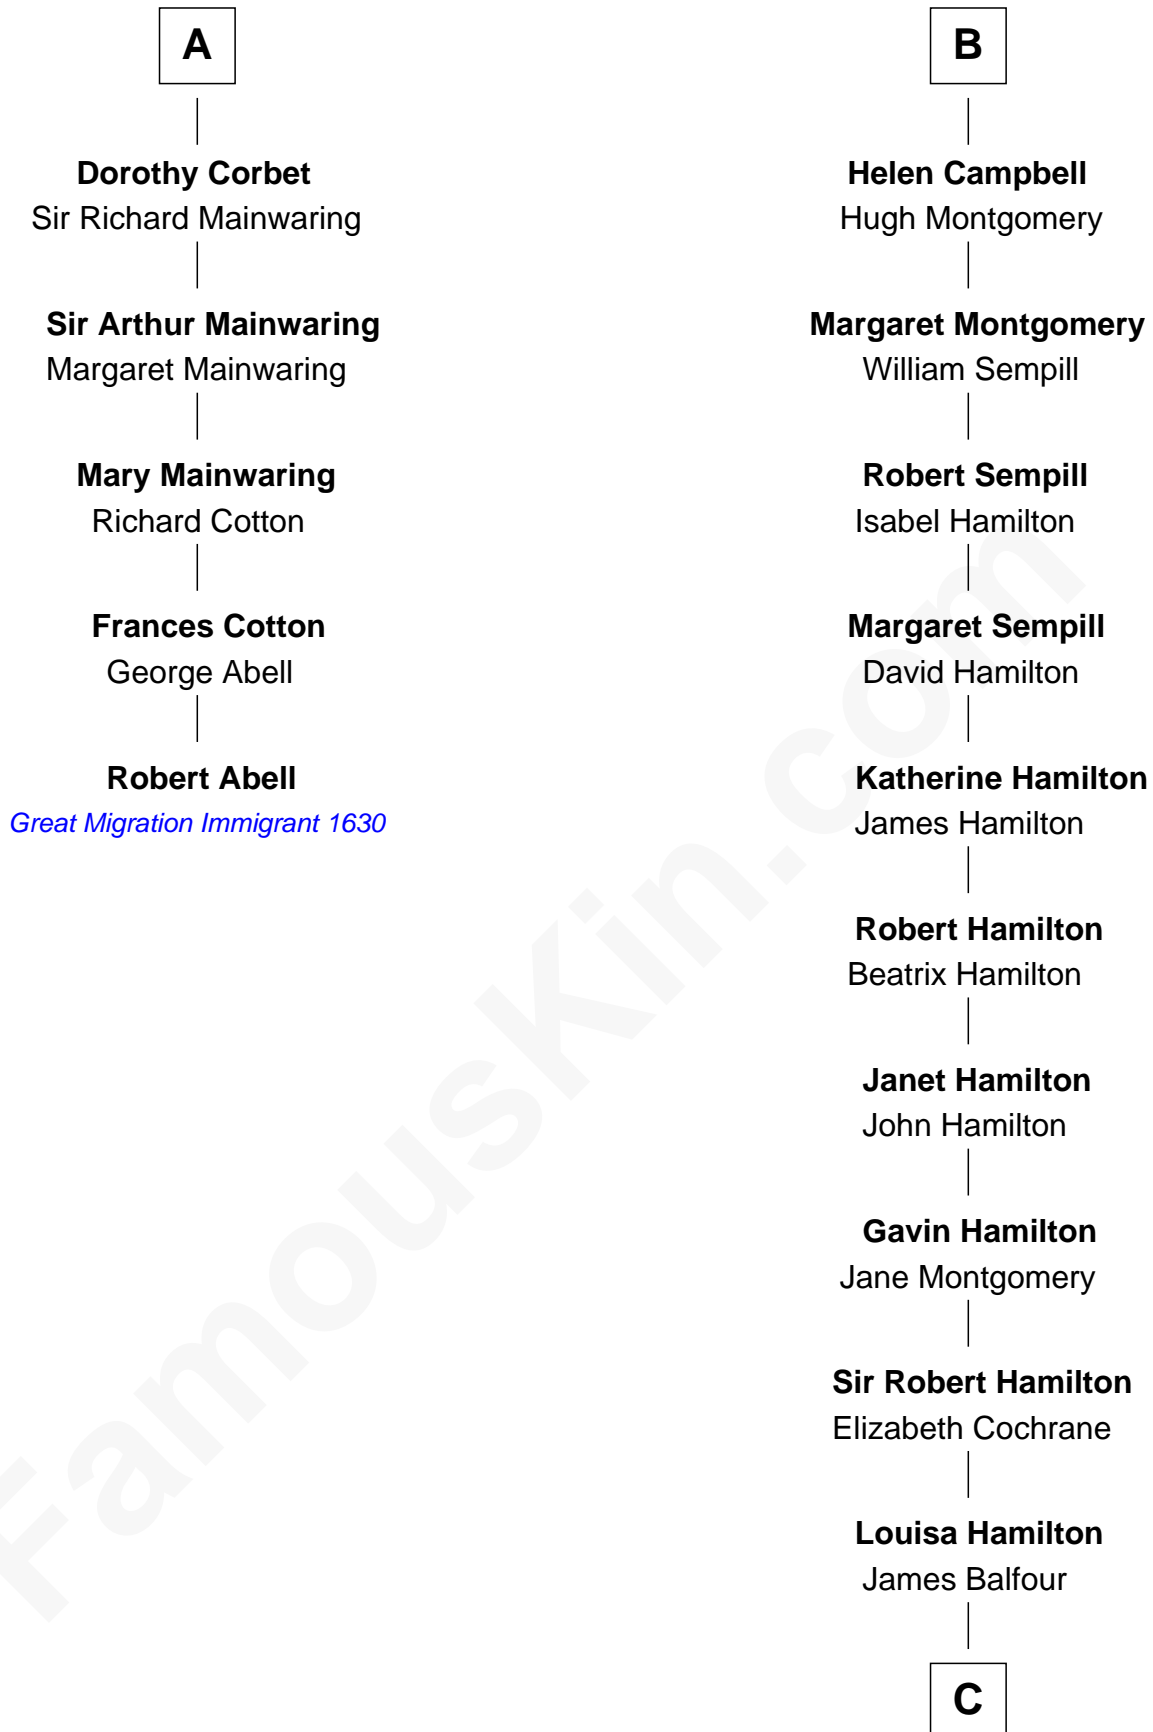 A
Dorothy Corbet
Sir Richard Mainwaring
Sir Arthur Mainwaring
Margaret Mainwaring
Mary Mainwaring
Richard Cotton
Frances Cotton
George Abell
Robert Abell
Great Migration Immigrant 1630
B
Helen Campbell
Hugh Montgomery
Margaret Montgomery
William Sempill
Robert Sempill
Isabel Hamilton
Margaret Sempill
David Hamilton
Katherine Hamilton
James Hamilton
Robert Hamilton
Beatrix Hamilton
Janet Hamilton
John Hamilton
Gavin Hamilton
Jane Montgomery
Sir Robert Hamilton
Elizabeth Cochrane
Louisa Hamilton
James Balfour
C
FamousKin.com